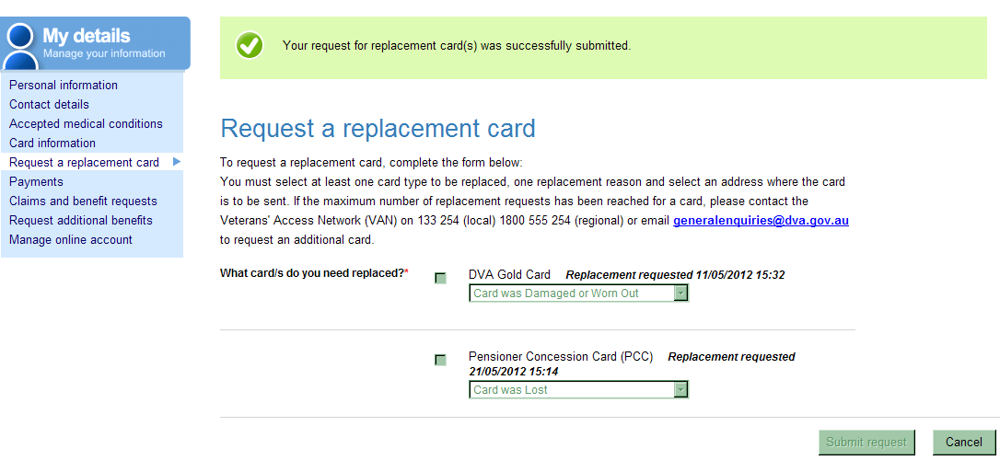 My details
Manage your information
Personal information
Contact details
Accepted medical conditions
Card information
Request a replacement card
Payments
Claims and benefit requests
Request additional benefits
Manage online account
Your request for replacement card(s) was successfully submitted.
Request a replacement card
To request a replacement card, complete the form below:
You must select at least one card type to be replaced, one replacement reason and select an address where the card
is to be sent. If the maximum number of replacement requests has been reached for a card, please contact the
Veterans' Access Network (VAN) on 133 254 (local) 1800 555 254 (regional) or email generalenquiries@dva.gov.au
to request an additional card.
What card/s do you need replaced?*
DVA Gold Card Replacement requested 11/05/2012 15:32
Card was Damaged or Worn Out
Pensioner Concession Card (PCC) Replacement requested
21/05/2012 15:14
Card was Lost
Submit request Cancel